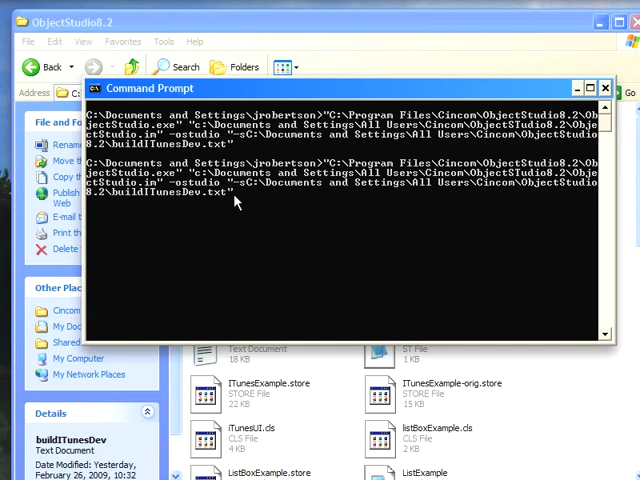 ObjectStudio8.2
File Edit View Favorites Tools Help
Back Search Folders
Address C: Go
Command Prompt
C:\Documents and Settings\jrobertson>"C:\Program Files\Cincom\ObjectStudio8.2\Ob
jectStudio.exe" "c:\Documents and Settings\All Users\Cincom\ObjectSTudio8.2\Obje
ctStudio.im" -ostudio "-sC:\Documents and Settings\All Users\Cincom\ObjectStudio
8.2\buildITunesDev.txt"
C:\Documents and Settings\jrobertson>"C:\Program Files\Cincom\ObjectStudio8.2\Ob
jectStudio.exe" "c:\Documents and Settings\All Users\Cincom\ObjectSTudio8.2\Obje
ctStudio.im" -ostudio "-sC:\Documents and Settings\All Users\Cincom\ObjectStudio
8.2\buildITunesDev.txt"
File and Fo
Renam
Move th
Copy th
Publish
Web
E-mail t
Print th
Delete
Other Plac
Cincom
My Doc
Shared
My Computer
My Network Places
Details
buildITunesDev
Text Document
Date Modified: Yesterday,
February 26, 2009, 10:32
Text Document
18 KB
ST File
1 KB
ITunesExample.store
STORE File
22 KB
ITunesExample-orig.store
STORE File
15 KB
iTunesUI.cls
CLS File
4 KB
listBoxExample.cls
CLS File
2 KB
ListBoxExample.store
ListExample